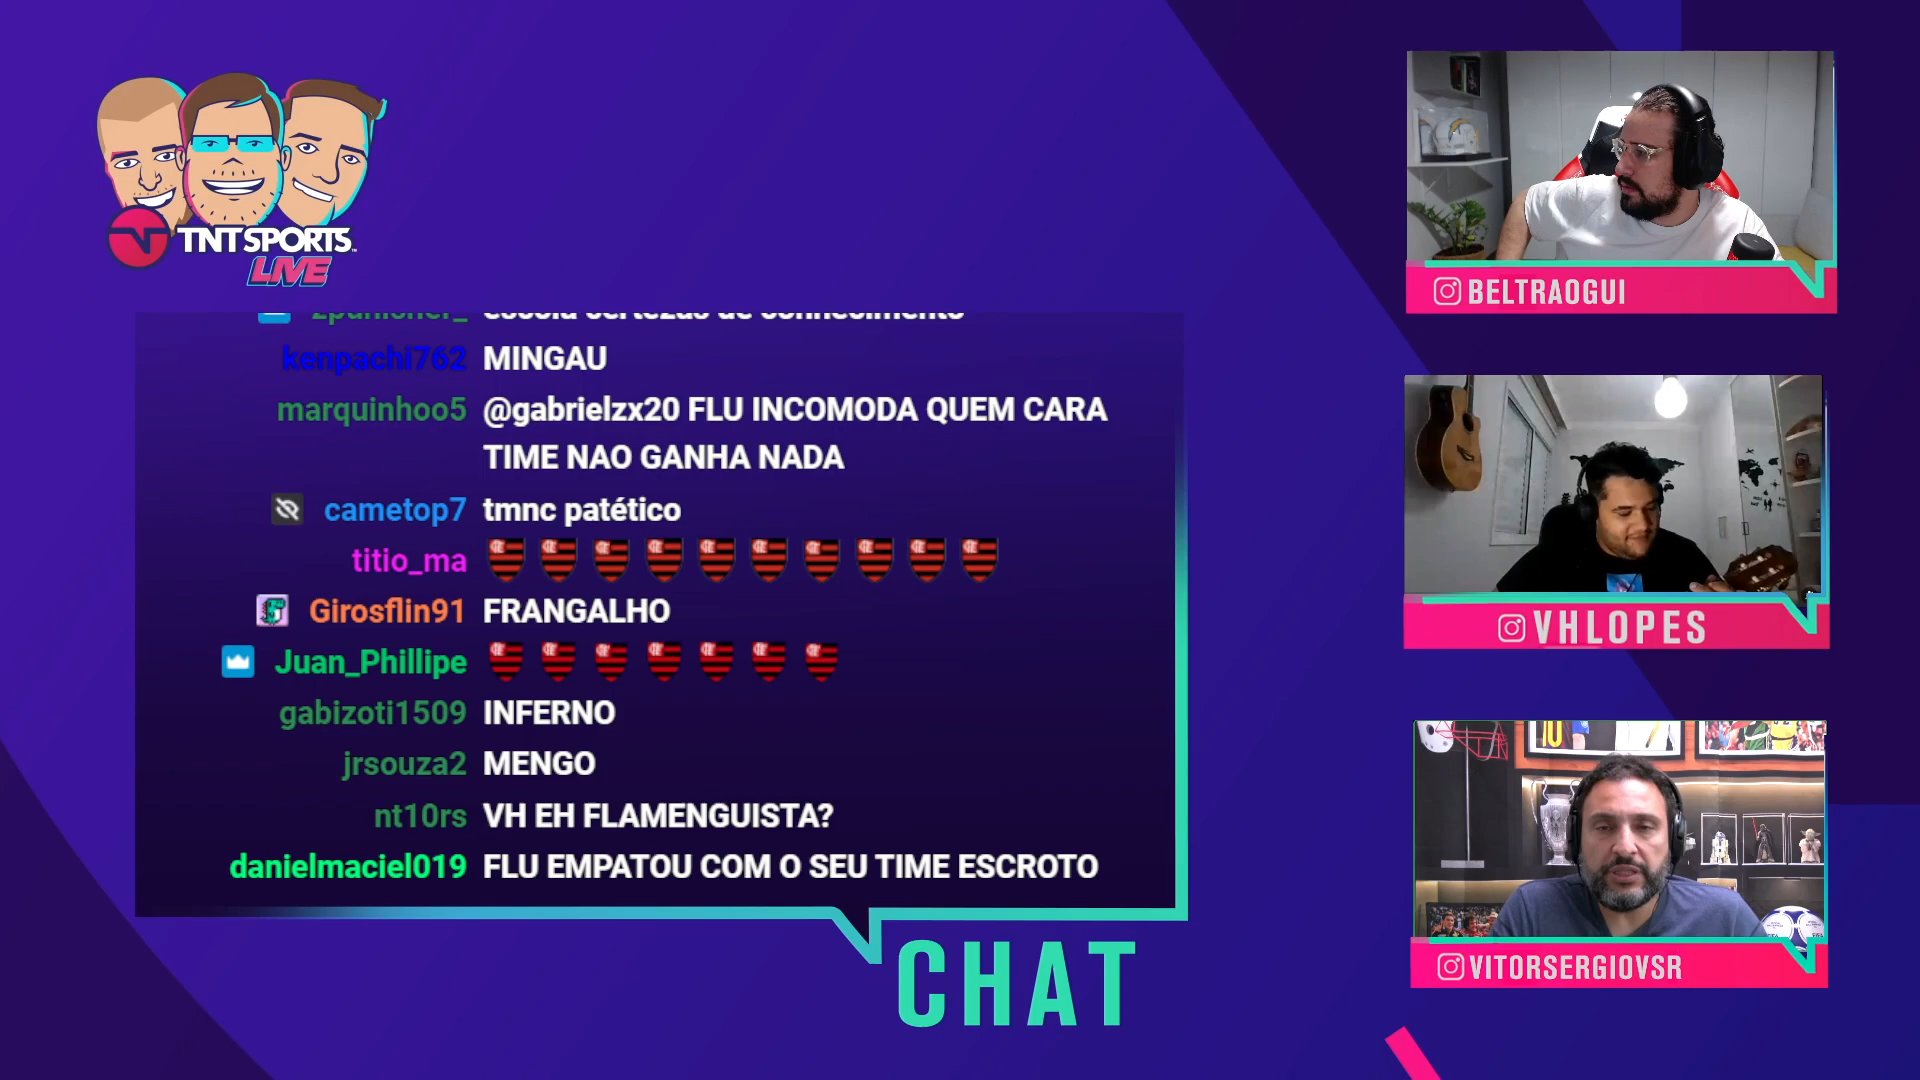 TNT SPORTS
LIVE
kenpachi762 MINGAU
marquinhoo5 @gabrielzx20 FLU INCOMODA QUEM CARA
TIME NAO GANHA NADA
cametop7 tmnc patético
titio_ma
Girosflin91 FRANGALHO
Juan_Phillipe
gabizoti1509 INFERNO
jrsouza2 MENGO
nt10rs VH EH FLAMENGUISTA?
danielmaciel019 FLU EMPATOU COM O SEU TIME ESCROTO
CHAT
BELTRAOGUI
VHLOPES
VITORSERGIOVSR